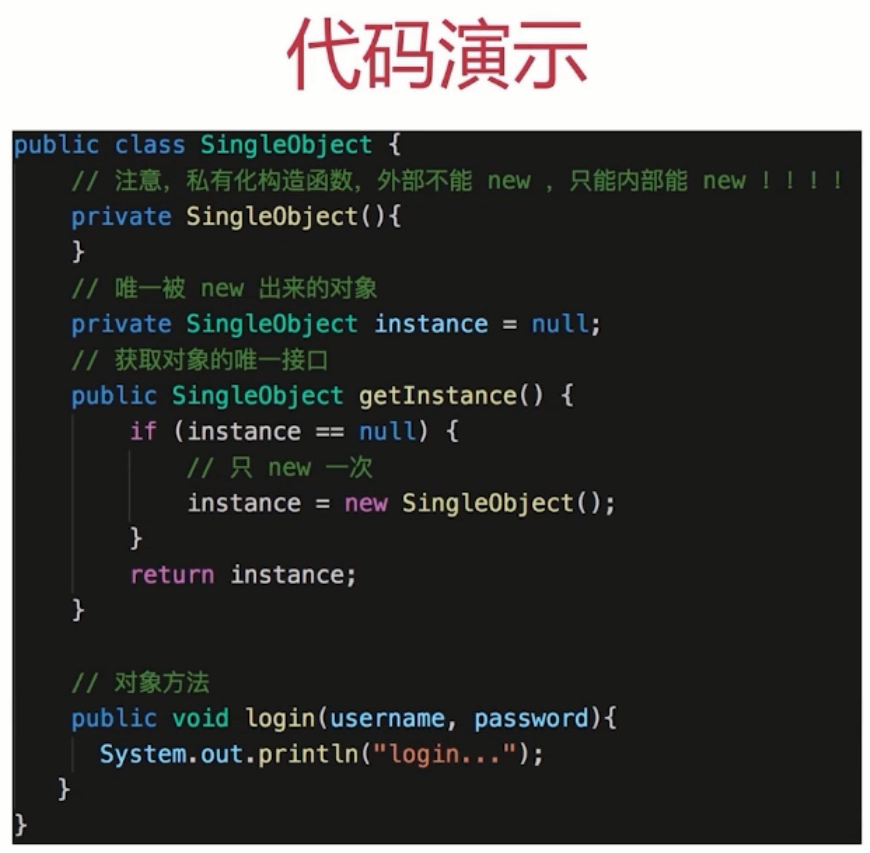 代码演示
public class SingleObject {
    // 注意，私有化构造函数，外部不能 new ，只能内部能 new ！！！！
    private SingleObject(){
    }
    // 唯一被 new 出来的对象
    private SingleObject instance = null;
    // 获取对象的唯一接口
    public SingleObject getInstance() {
        if (instance == null) {
            // 只 new 一次
            instance = new SingleObject();
        }
        return instance;
    }

    // 对象方法
    public void login(username, password){
      System.out.println("login...");
   }
}